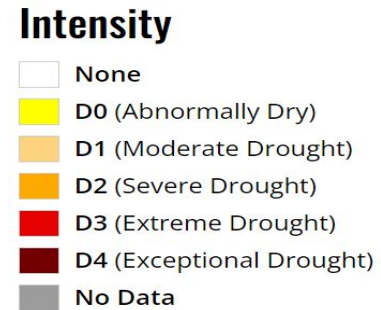 Intensity
None
D0 (Abnormally Dry)
D1 (Moderate Drought)
D2 (Severe Drought)
D3 (Extreme Drought)
D4 (Exceptional Drought)
No Data